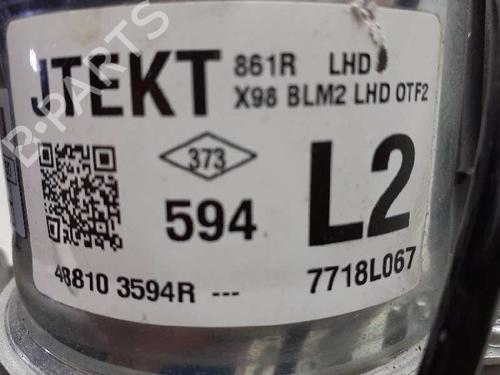 JTEKT 861R LHD
X98 BLM2 LHD OTF2
373
594 L2
48810 3594R --- 7718L067
B-PARTS